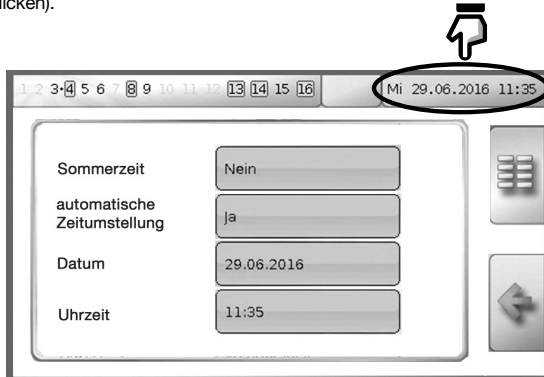 licken).
1 2 3•4 5 6 7 8 9 10 11 12 13 14 15 16 Mi 29.06.2016 11:35
Sommerzeit Nein
automatische
Zeitumstellung Ja
Datum 29.06.2016
Uhrzeit 11:35